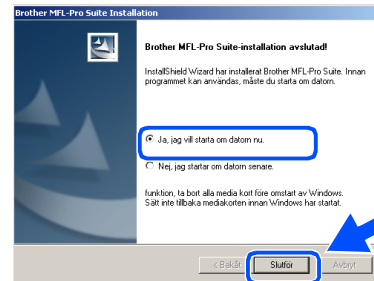 Brother MFL-Pro Suite Installation
Brother MFL-Pro Suite-installation avslutad!
InstallShield Wizard har installerat Brother MFL-Pro Suite. Innan
programmet kan användas, måste du starta om datorn.
Ja, jag vill starta om datorn nu.
Nej, jag startar om datorn senare.
funktion, ta bort alla media kort före omstart av Windows.
Sätt inte tillbaka mediakorten innan Windows har startat.
< Bakåt
Slutför
Avbryt